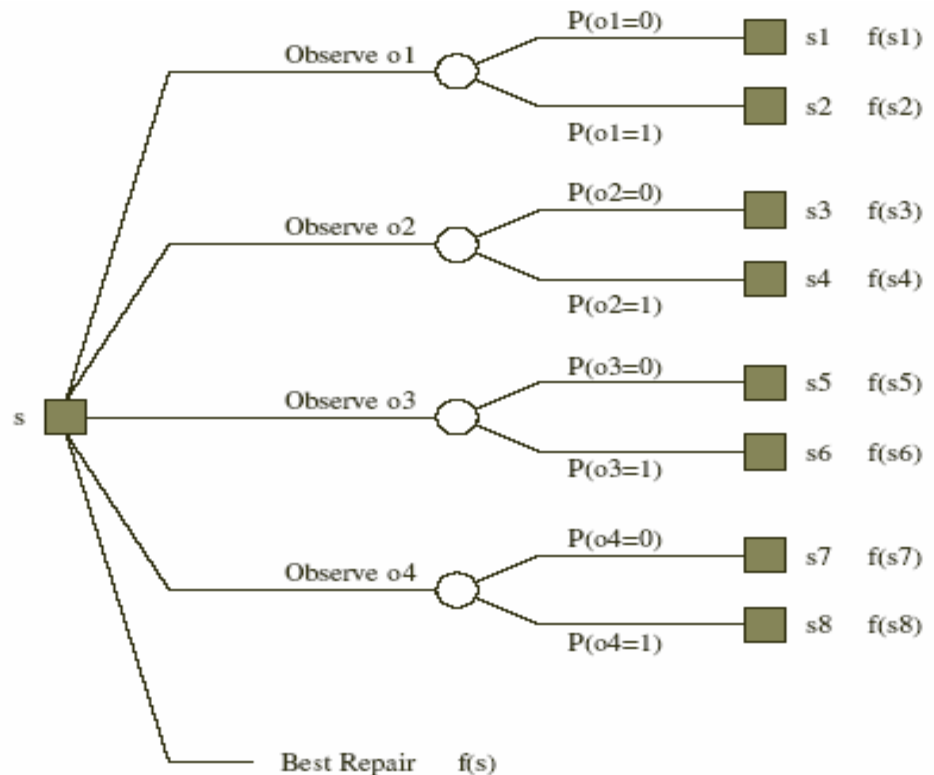 P(o1=0)
Observe o1
s1 f(s1)
s2 f(s2)
P(o1=1)
P(o2=0)
Observe o2
s3 f(s3)
s4 f(s4)
P(o2=1)
P(o3=0)
s Observe o3
s5 f(s5)
s6 f(s6)
P(o3=1)
P(o4=0)
Observe o4
s7 f(s7)
s8 f(s8)
P(o4=1)
Best Repair f(s)